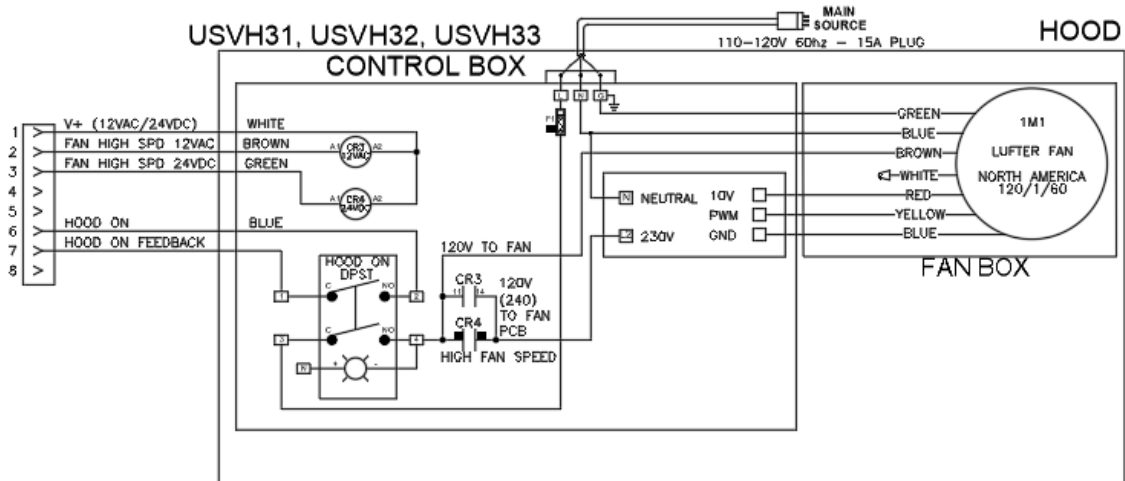 MAIN
SOURCE
110-120V 60hz - 15A PLUG
HOOD
USVH31, USVH32, USVH33
CONTROL BOX
L N G
F1
1 V+ (12VAC/24VDC) WHITE
2 FAN HIGH SPD 12VAC BROWN
3 FAN HIGH SPD 24VDC GREEN
4
5
6 HOOD ON BLUE
7 HOOD ON FEEDBACK
8
A1 CR3 A2
12VAC
A1 CR4 A2
24VDC
HOOD ON
DPST
1 C NO 2
3 C NO 4
N + -
120V TO FAN
CR3
11 14
CR4
120V
(240)
TO FAN
PCB
HIGH FAN SPEED
N NEUTRAL
L2 230V
10V
PWM
GND
GREEN
BLUE
BROWN
WHITE
RED
YELLOW
BLUE
1M1
LUFTER FAN
NORTH AMERICA
120/1/60
FAN BOX